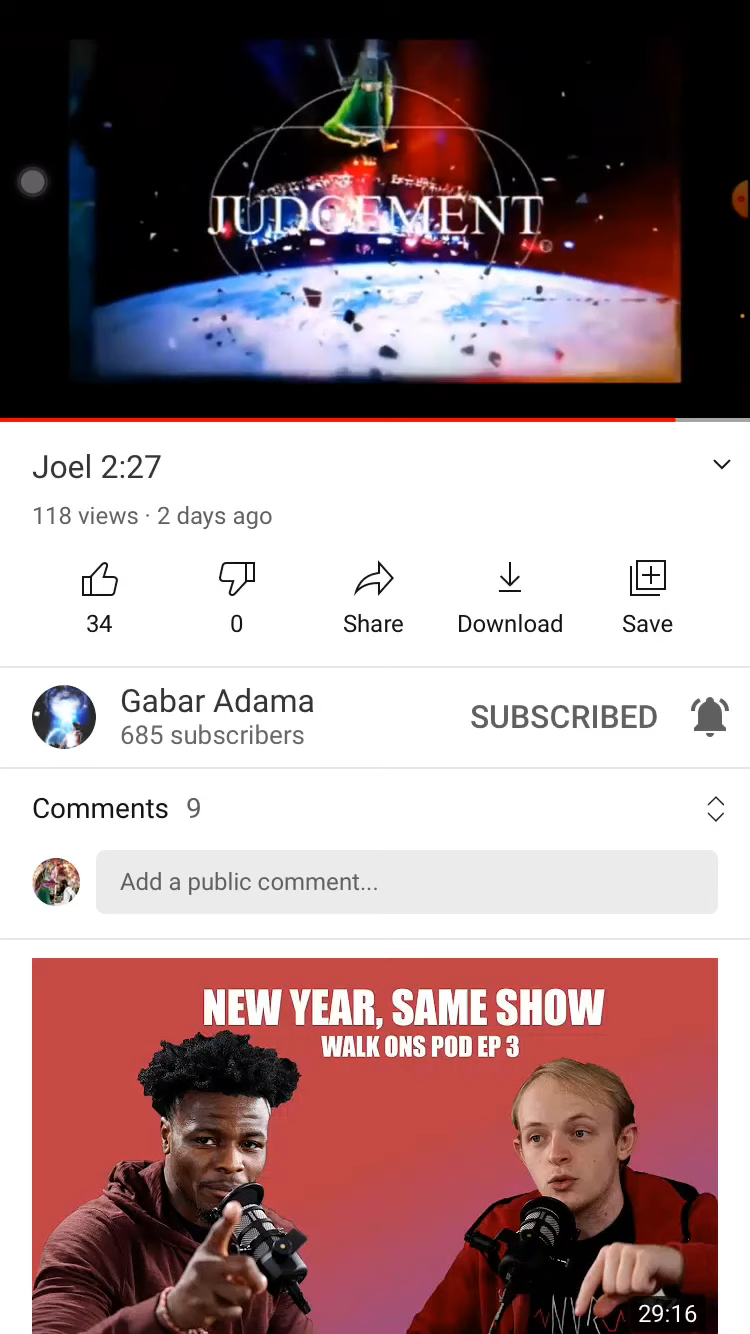 JUDGEMENT
Joel 2:27
118 views · 2 days ago
34
0
Share
Download
Save
Gabar Adama
685 subscribers
SUBSCRIBED
Comments 9
Add a public comment...
NEW YEAR, SAME SHOW
WALK ONS POD EP 3
29:16